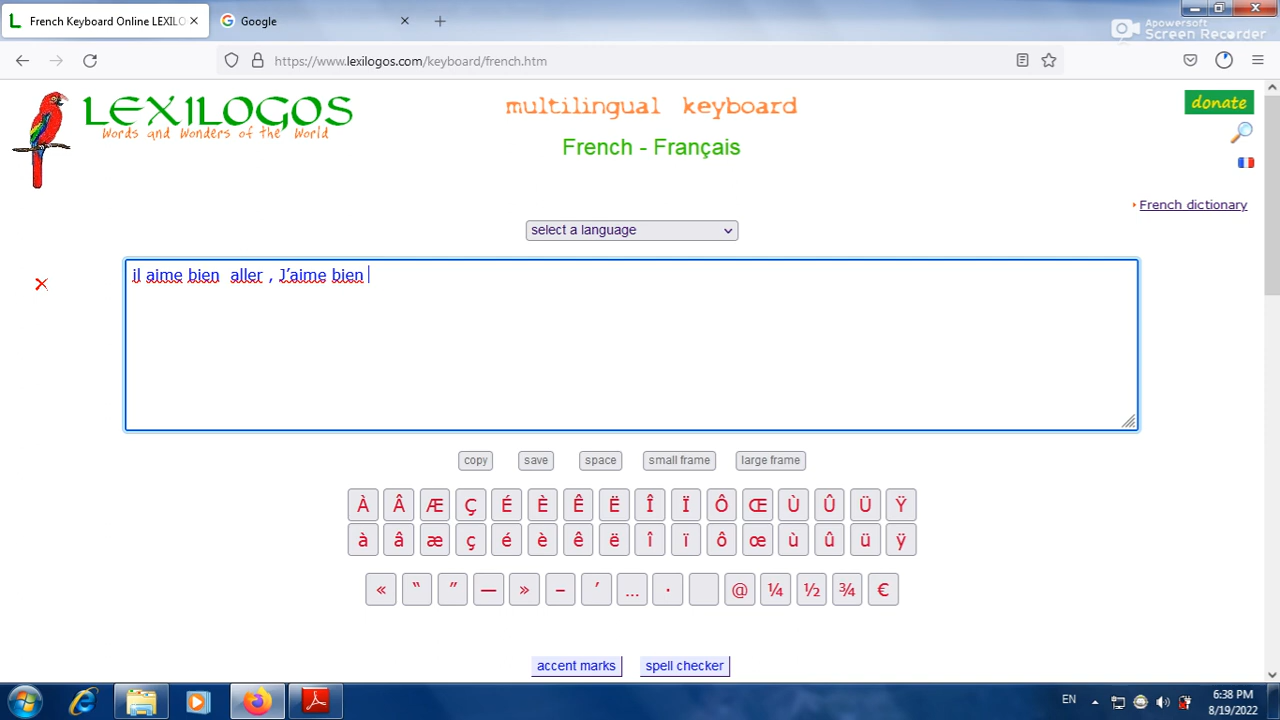 French Keyboard Online LEXILO
Google
Apowersoft
Screen Recorder
https://www.lexilogos.com/keyboard/french.htm
LEXILOGOS
Words and Wonders of the World
multilingual keyboard
donate
French - Français
French dictionary
select a language
il aime bien  aller , J’aime bien
copy save space small frame large frame
À Â Æ Ç É È Ê Ë Î Ï Ô Œ Ù Û Ü Ÿ
à â æ ç é è ê ë î ï ô œ ù û ü ÿ
« “ ” — » – ’ … · @ ¼ ½ ¾ €
accent marks spell checker
EN
6:38 PM
8/19/2022